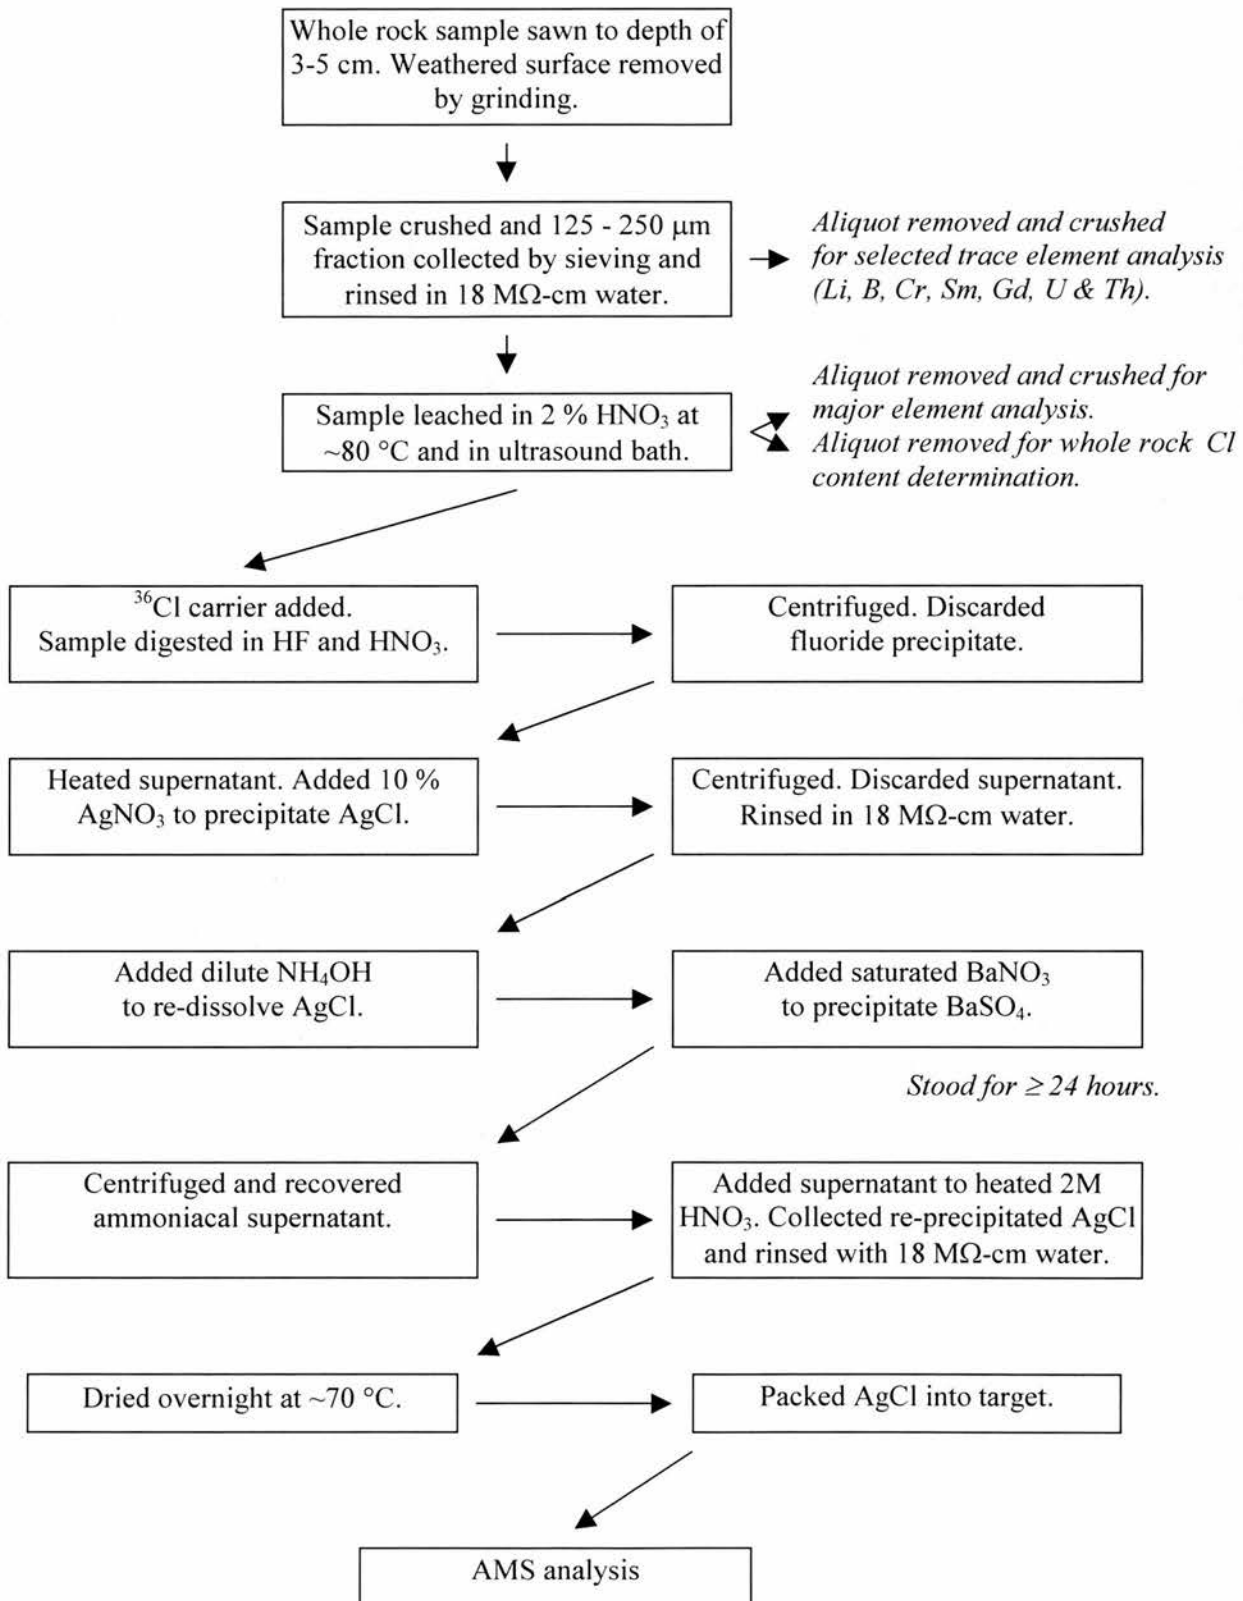 Whole rock sample sawn to depth of
3-5 cm. Weathered surface removed
by grinding.
Sample crushed and 125 - 250 μm
fraction collected by sieving and
rinsed in 18 MΩ-cm water.
Aliquot removed and crushed
for selected trace element analysis
(Li, B, Cr, Sm, Gd, U & Th).
Sample leached in 2 % HNO₃ at
~80 °C and in ultrasound bath.
Aliquot removed and crushed for
major element analysis.
Aliquot removed for whole rock Cl
content determination.
³⁶Cl carrier added.
Sample digested in HF and HNO₃.
Centrifuged. Discarded
fluoride precipitate.
Heated supernatant. Added 10 %
AgNO₃ to precipitate AgCl.
Centrifuged. Discarded supernatant.
Rinsed in 18 MΩ-cm water.
Added dilute NH₄OH
to re-dissolve AgCl.
Added saturated BaNO₃
to precipitate BaSO₄.
Stood for ≥ 24 hours.
Centrifuged and recovered
ammoniacal supernatant.
Added supernatant to heated 2M
HNO₃. Collected re-precipitated AgCl
and rinsed with 18 MΩ-cm water.
Dried overnight at ~70 °C.
Packed AgCl into target.
AMS analysis